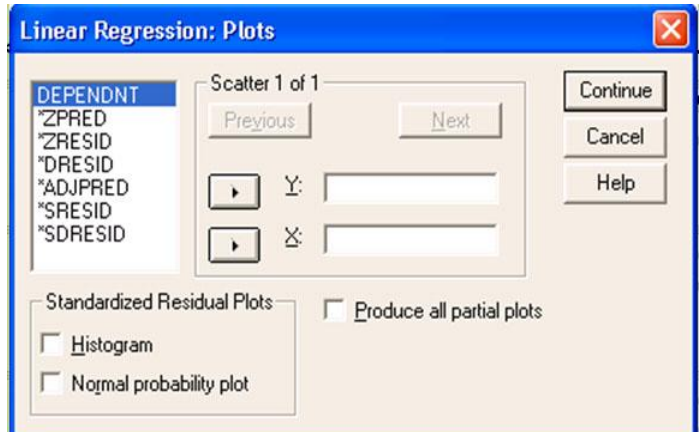 Linear Regression: Plots
DEPENDNT
*ZPRED
*ZRESID
*DRESID
*ADJPRED
*SRESID
*SDRESID
Scatter 1 of 1
Previous
Next
Y:
X:
Continue
Cancel
Help
Standardized Residual Plots
Histogram
Normal probability plot
Produce all partial plots